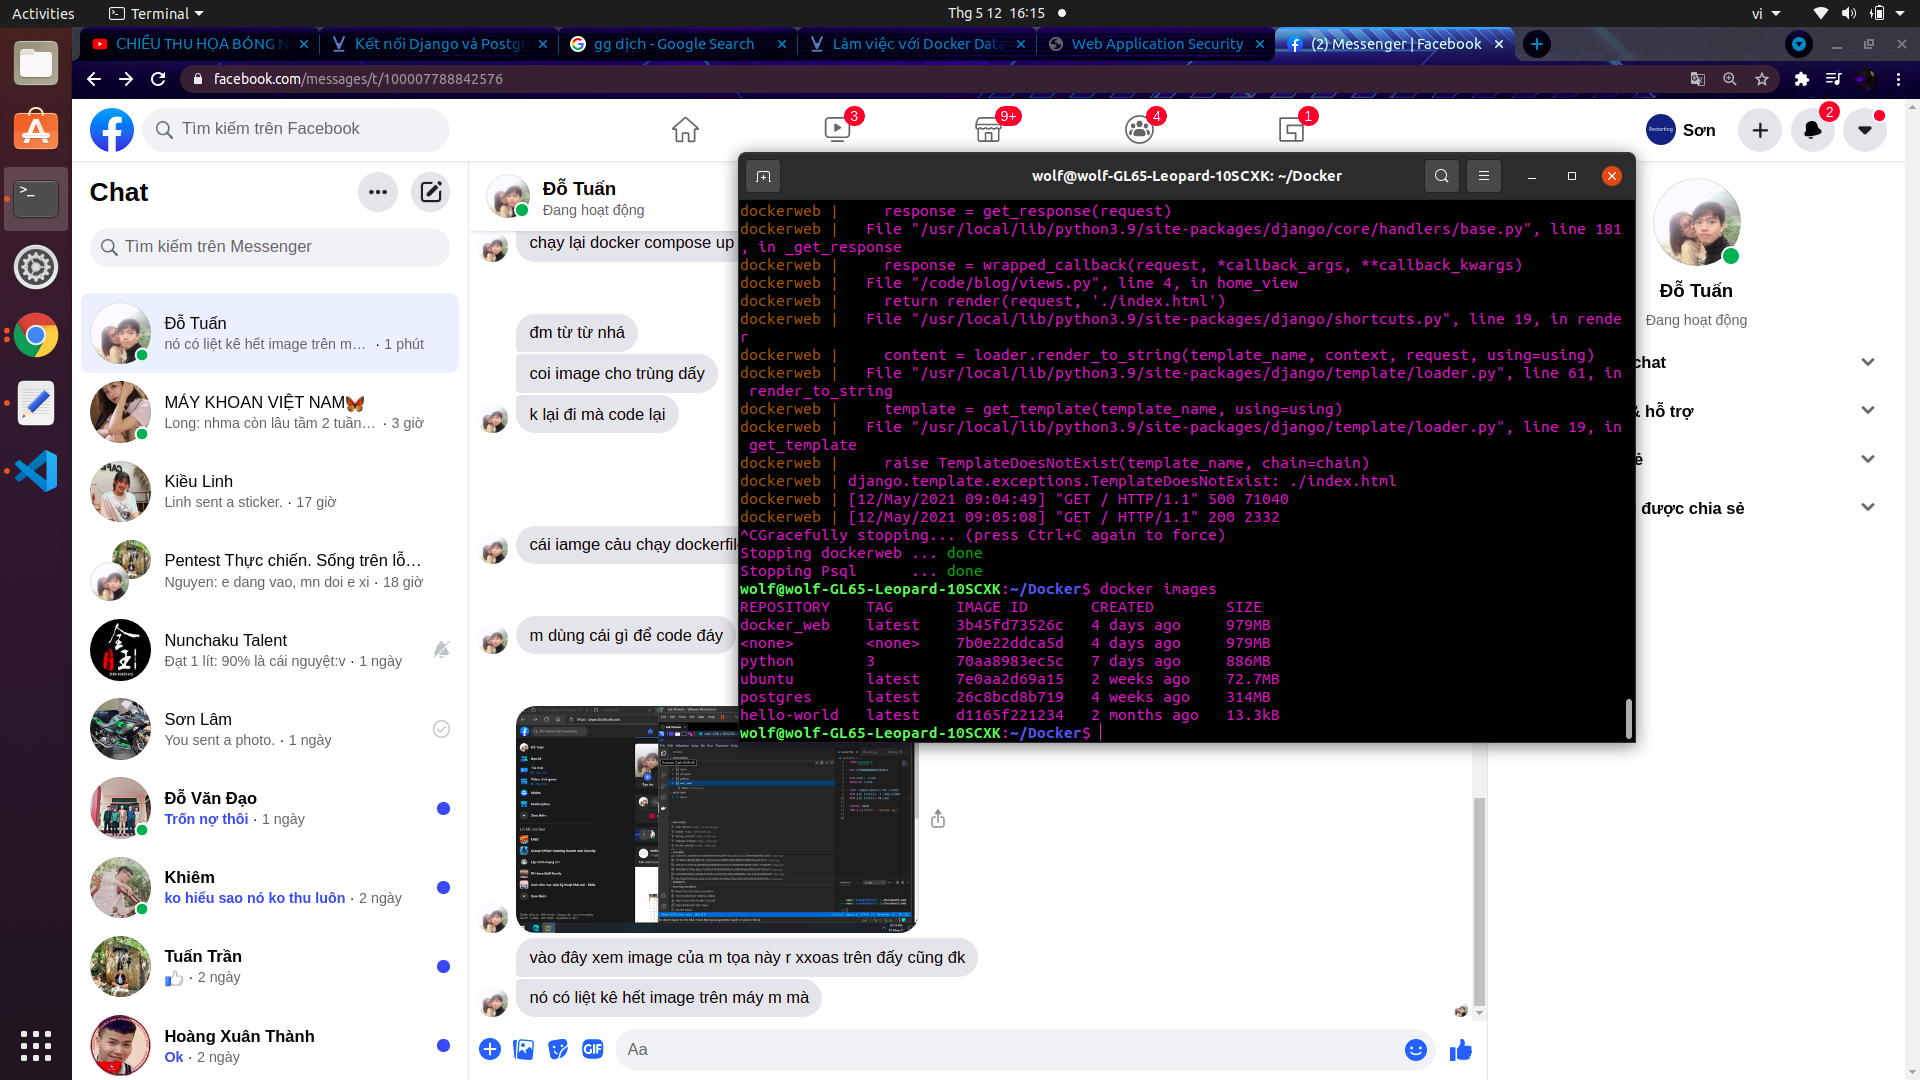 Activities
Terminal
Thg 5 12 16:15
vi
CHIỀU THU HỌA BÓNG N
Kết nối Django và Postgr
gg dịch - Google Search
Làm việc với Docker Data
Web Application Security
(2) Messenger | Facebook
facebook.com/messages/t/100007788842576
Tìm kiếm trên Facebook
3
9+
4
1
Restarting
Sơn
2
Chat
Tìm kiếm trên Messenger
Đỗ Tuấn
nó có liệt kê hết image trên m… · 1 phút
MÁY KHOAN VIỆT NAM🦋
Long: nhma còn lâu tầm 2 tuần… · 3 giờ
Kiều Linh
Linh sent a sticker. · 17 giờ
Pentest Thực chiến. Sống trên lỗ…
Nguyen: e dang vao, mn doi e xi · 18 giờ
Nunchaku Talent
Đạt 1 lít: 90% là cái nguyệt:v · 1 ngày
Sơn Lâm
You sent a photo. · 1 ngày
Đỗ Văn Đạo
Trốn nợ thôi · 1 ngày
Khiêm
ko hiểu sao nó ko thu luôn · 2 ngày
Tuấn Trần
👍 · 2 ngày
Hoàng Xuân Thành
Ok · 2 ngày
Đỗ Tuấn
Đang hoạt động
chạy lại docker compose up
đm từ từ nhá
coi image cho trùng dấy
k lại đi mà code lại
cái iamge cảu chạy dockerfil
m dùng cái gì để code đáy
vào đây xem image của m tọa này r xxoas trên đấy cũng đk
nó có liệt kê hết image trên máy m mà
GIF
Aa
wolf@wolf-GL65-Leopard-10SCXK: ~/Docker
dockerweb |     response = get_response(request)
dockerweb |   File "/usr/local/lib/python3.9/site-packages/django/core/handlers/base.py", line 181
, in _get_response
dockerweb |     response = wrapped_callback(request, *callback_args, **callback_kwargs)
dockerweb |   File "/code/blog/views.py", line 4, in home_view
dockerweb |     return render(request, './index.html')
dockerweb |   File "/usr/local/lib/python3.9/site-packages/django/shortcuts.py", line 19, in rende
r
dockerweb |     content = loader.render_to_string(template_name, context, request, using=using)
dockerweb |   File "/usr/local/lib/python3.9/site-packages/django/template/loader.py", line 61, in
 render_to_string
dockerweb |     template = get_template(template_name, using=using)
dockerweb |   File "/usr/local/lib/python3.9/site-packages/django/template/loader.py", line 19, in
 get_template
dockerweb |     raise TemplateDoesNotExist(template_name, chain=chain)
dockerweb | django.template.exceptions.TemplateDoesNotExist: ./index.html
dockerweb | [12/May/2021 09:04:49] "GET / HTTP/1.1" 500 71040
dockerweb | [12/May/2021 09:05:08] "GET / HTTP/1.1" 200 2332
^CGracefully stopping... (press Ctrl+C again to force)
Stopping dockerweb ... done
Stopping Psql      ... done
wolf@wolf-GL65-Leopard-10SCXK:~/Docker$ docker images
REPOSITORY    TAG       IMAGE ID       CREATED        SIZE
docker_web    latest    3b45fd73526c   4 days ago     979MB
<none>        <none>    7b0e22ddca5d   4 days ago     979MB
python        3         70aa8983ec5c   7 days ago     886MB
ubuntu        latest    7e0aa2d69a15   2 weeks ago    72.7MB
postgres      latest    26c8bcd8b719   4 weeks ago    314MB
hello-world   latest    d1165f221234   2 months ago   13.3kB
wolf@wolf-GL65-Leopard-10SCXK:~/Docker$
Đỗ Tuấn
Đang hoạt động
chat
& hỗ trợ
ẻ
được chia sẻ